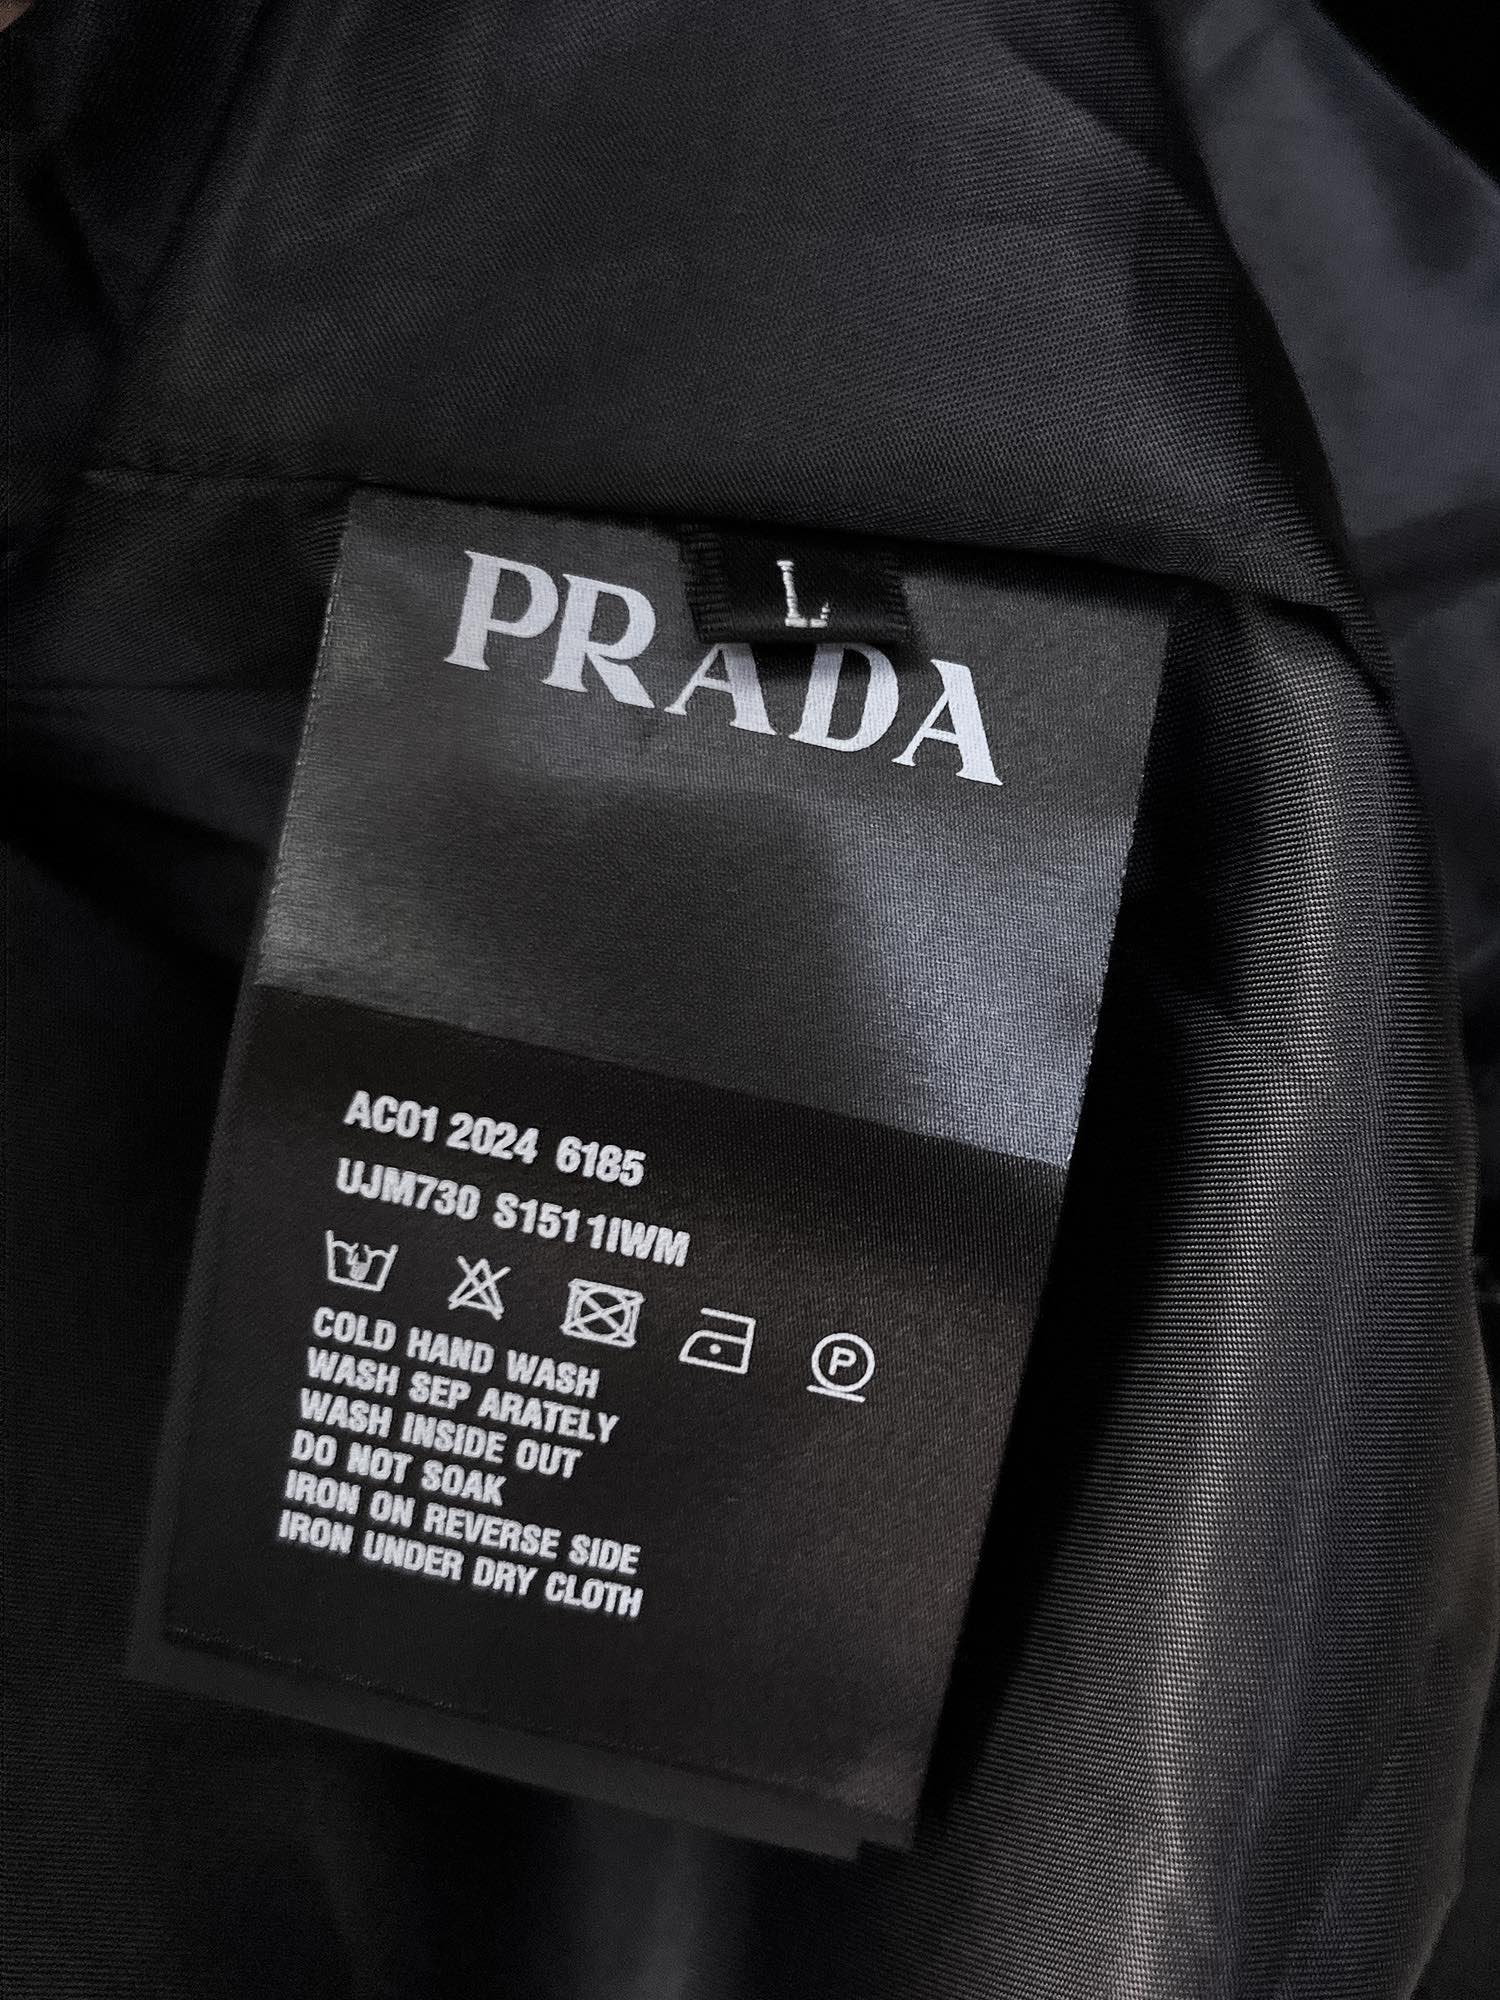 L
PRADA
AC01 2024 6185
UJM730 S151 1IWM
P
COLD HAND WASH
WASH SEP ARATELY
WASH INSIDE OUT
DO NOT SOAK
IRON ON REVERSE SIDE
IRON UNDER DRY CLOTH